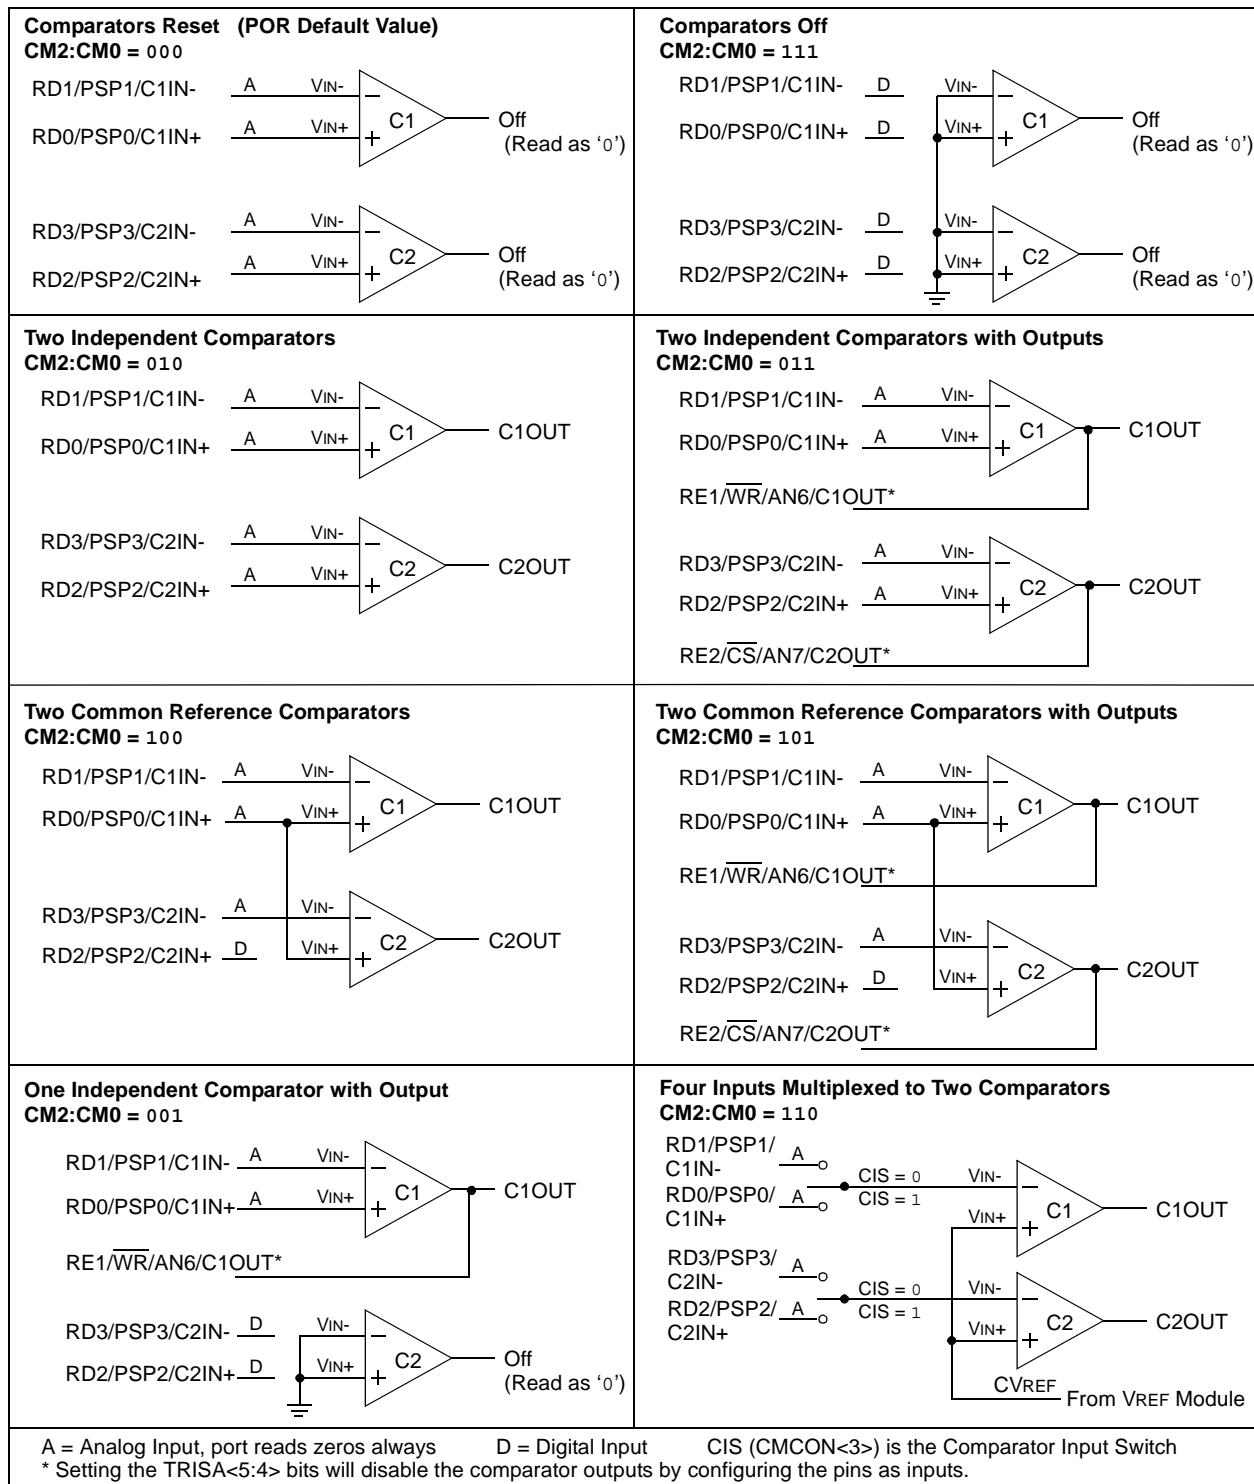 Comparators Reset (POR Default Value)
CM2:CM0 = 000
RD1/PSP1/C1IN- A VIN- −
RD0/PSP0/C1IN+ A VIN+ +
C1
Off
(Read as ‘0’)
RD3/PSP3/C2IN- A VIN- −
RD2/PSP2/C2IN+ A VIN+ +
C2
Off
(Read as ‘0’)
Comparators Off
CM2:CM0 = 111
RD1/PSP1/C1IN- D VIN- −
RD0/PSP0/C1IN+ D VIN+ +
C1
Off
(Read as ‘0’)
RD3/PSP3/C2IN- D VIN- −
RD2/PSP2/C2IN+ D VIN+ +
C2
Off
(Read as ‘0’)
Two Independent Comparators
CM2:CM0 = 010
RD1/PSP1/C1IN- A VIN- −
RD0/PSP0/C1IN+ A VIN+ +
C1
C1OUT
RD3/PSP3/C2IN- A VIN- −
RD2/PSP2/C2IN+ A VIN+ +
C2
C2OUT
Two Independent Comparators with Outputs
CM2:CM0 = 011
RD1/PSP1/C1IN- A VIN- −
RD0/PSP0/C1IN+ A VIN+ +
C1
C1OUT
RE1/WR/AN6/C1OUT*
RD3/PSP3/C2IN- A VIN- −
RD2/PSP2/C2IN+ A VIN+ +
C2
C2OUT
RE2/CS/AN7/C2OUT*
Two Common Reference Comparators
CM2:CM0 = 100
RD1/PSP1/C1IN- A VIN- −
RD0/PSP0/C1IN+ A VIN+ +
C1
C1OUT
RD3/PSP3/C2IN- A VIN- −
RD2/PSP2/C2IN+ D VIN+ +
C2
C2OUT
Two Common Reference Comparators with Outputs
CM2:CM0 = 101
RD1/PSP1/C1IN- A VIN- −
RD0/PSP0/C1IN+ A VIN+ +
C1
C1OUT
RE1/WR/AN6/C1OUT*
RD3/PSP3/C2IN- A VIN- −
RD2/PSP2/C2IN+ D VIN+ +
C2
C2OUT
RE2/CS/AN7/C2OUT*
One Independent Comparator with Output
CM2:CM0 = 001
RD1/PSP1/C1IN- A VIN- −
RD0/PSP0/C1IN+ A VIN+ +
C1
C1OUT
RE1/WR/AN6/C1OUT*
RD3/PSP3/C2IN- D VIN- −
RD2/PSP2/C2IN+ D VIN+ +
C2
Off
(Read as ‘0’)
Four Inputs Multiplexed to Two Comparators
CM2:CM0 = 110
RD1/PSP1/
C1IN- A
RD0/PSP0/
C1IN+ A
CIS = 0 VIN- −
CIS = 1
VIN+ +
C1
C1OUT
RD3/PSP3/
C2IN- A
RD2/PSP2/
C2IN+ A
CIS = 0 VIN- −
CIS = 1
VIN+ +
C2
C2OUT
CVREF
From VREF Module
A = Analog Input, port reads zeros always D = Digital Input CIS (CMCON<3>) is the Comparator Input Switch
* Setting the TRISA<5:4> bits will disable the comparator outputs by configuring the pins as inputs.